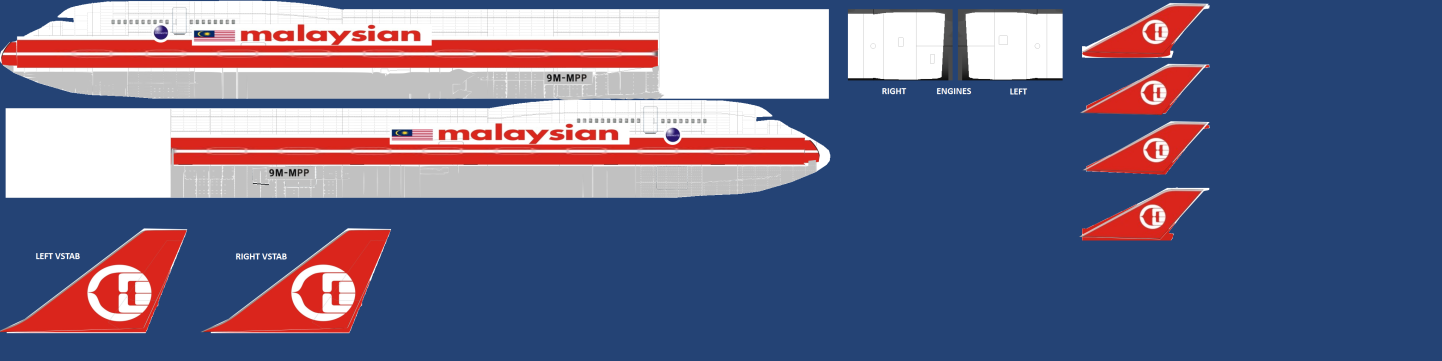 malaysian
9M-MPP
RIGHT ENGINES LEFT
malaysian
9M-MPP
LEFT VSTAB
RIGHT VSTAB